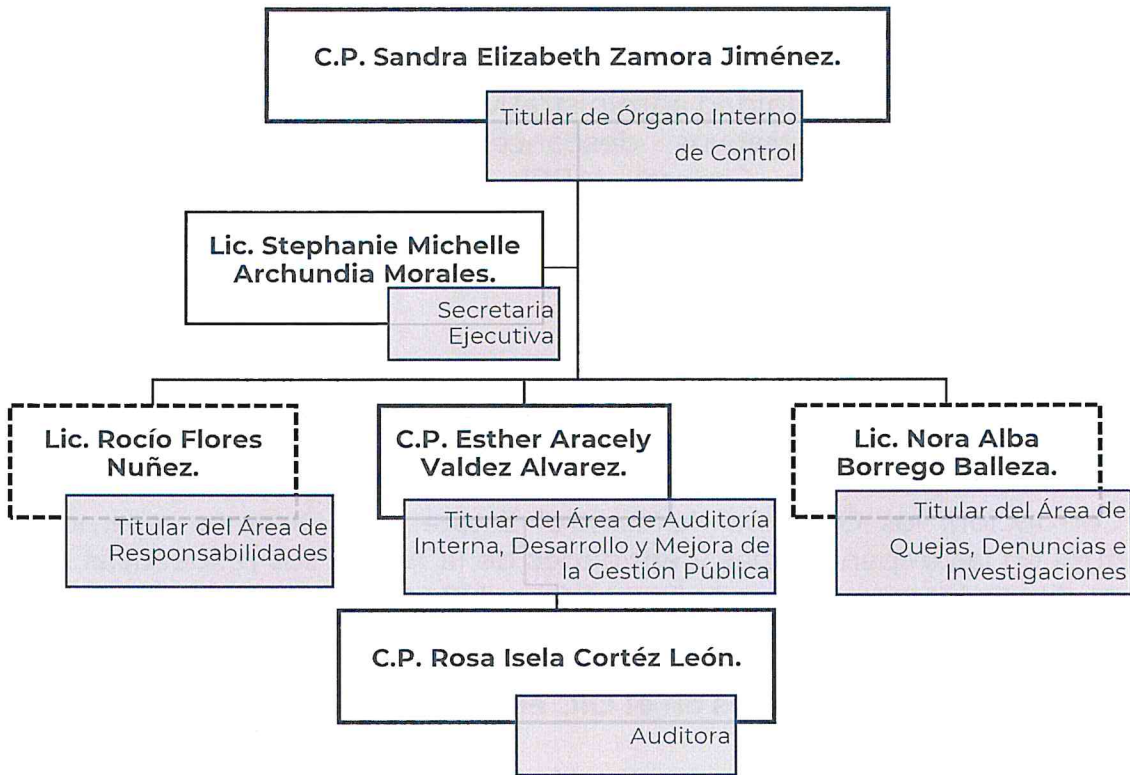 C.P. Sandra Elizabeth Zamora Jiménez.
Titular de Órgano Interno
de Control
Lic. Stephanie Michelle
Archundia Morales.
Secretaria
Ejecutiva
Lic. Rocío Flores
Nuñez.
Titular del Área de
Responsabilidades
C.P. Esther Aracely
Valdez Alvarez.
Titular del Área de Auditoría
Interna, Desarrollo y Mejora de
la Gestión Pública
Lic. Nora Alba
Borrego Balleza.
Titular del Área de
Quejas, Denuncias e
Investigaciones
C.P. Rosa Isela Cortéz León.
Auditora